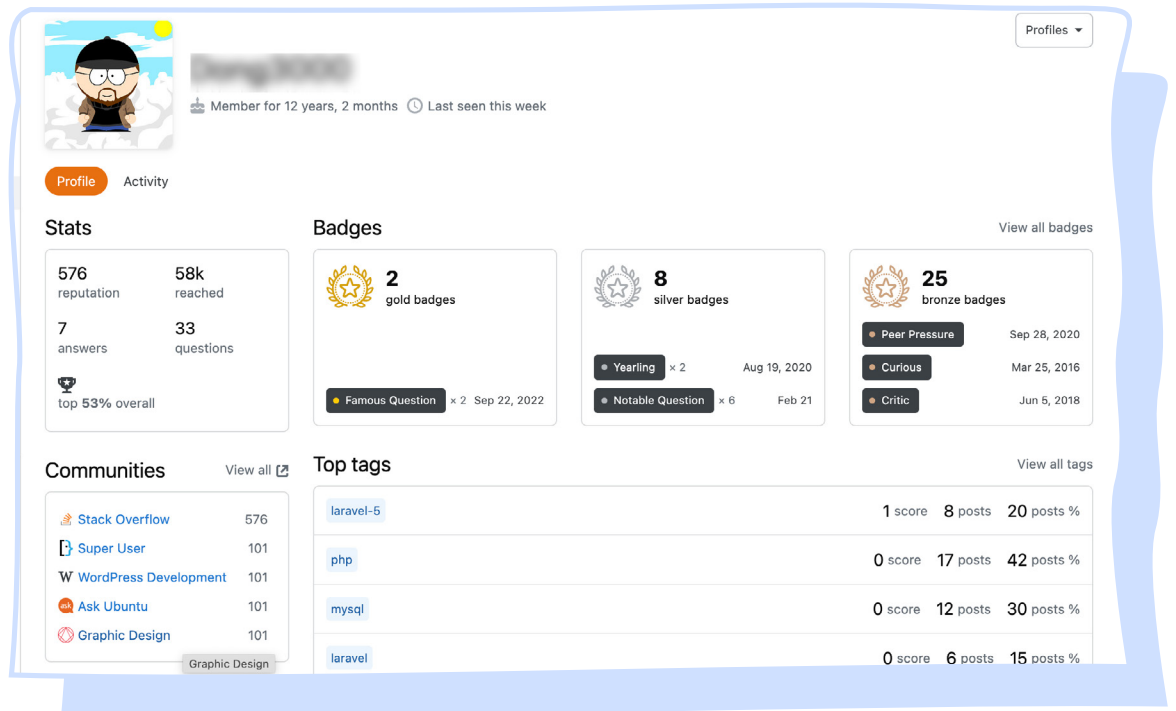 Profiles
Member for 12 years, 2 months Last seen this week
Profile Activity
Stats
576 58k
reputation reached
7 33
answers questions
top 53% overall
Badges View all badges
2
gold badges
Famous Question × 2 Sep 22, 2022
8
silver badges
Yearling × 2 Aug 19, 2020
Notable Question × 6 Feb 21
25
bronze badges
Peer Pressure Sep 28, 2020
Curious Mar 25, 2016
Critic Jun 5, 2018
Communities View all
Stack Overflow 576
Super User 101
W WordPress Development 101
ask Ask Ubuntu 101
Graphic Design 101
Graphic Design
Top tags View all tags
laravel-5 1 score 8 posts 20 posts %
php 0 score 17 posts 42 posts %
mysql 0 score 12 posts 30 posts %
laravel 0 score 6 posts 15 posts %